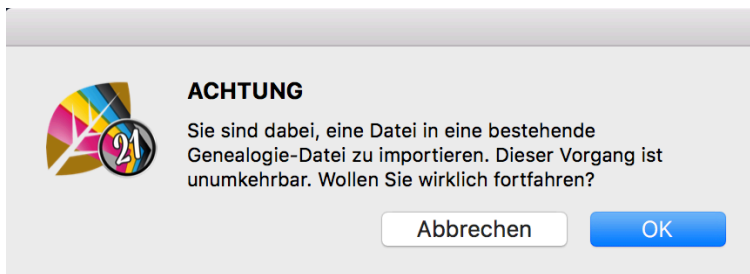 ACHTUNG
Sie sind dabei, eine Datei in eine bestehende
Genealogie-Datei zu importieren. Dieser Vorgang ist
unumkehrbar. Wollen Sie wirklich fortfahren?
21
Abbrechen OK